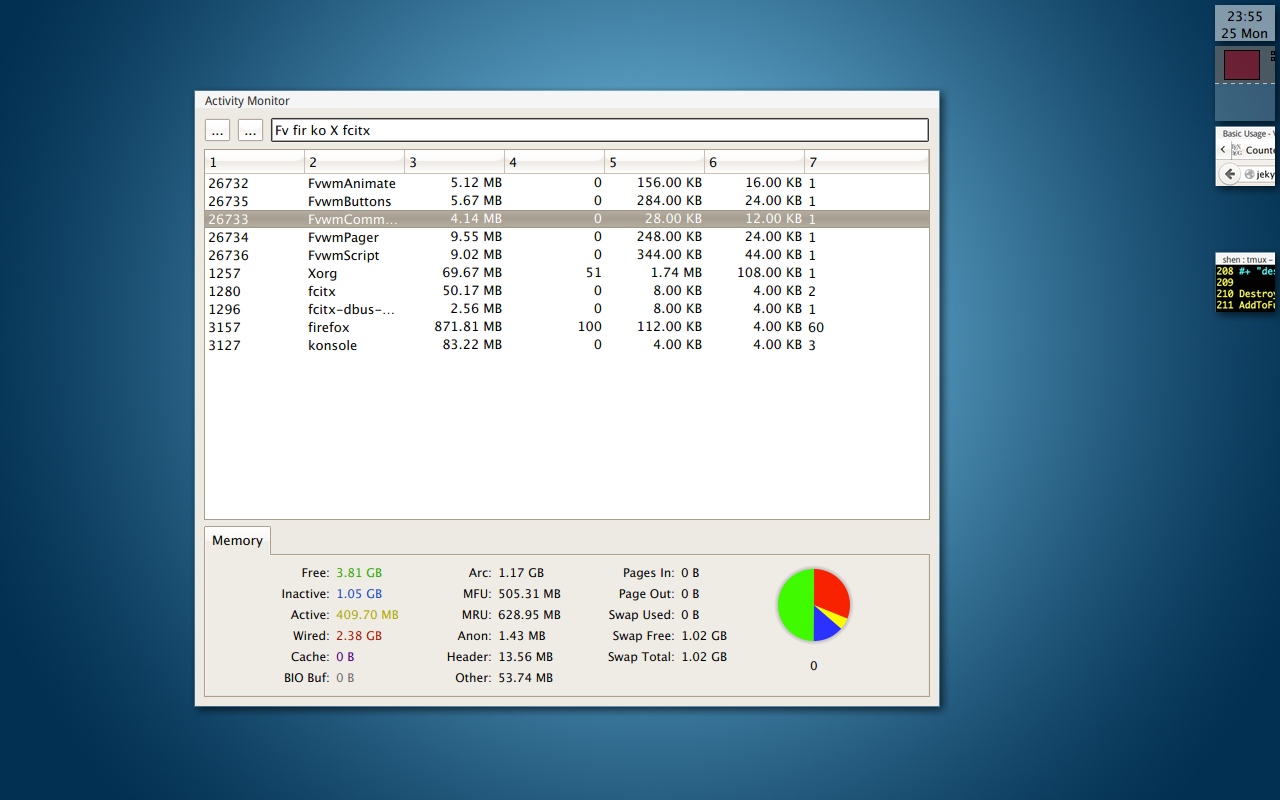 23:55
25 Mon
Activity Monitor
... ... Fv fir ko X fcitx
1 2 3 4 5 6 7
26732 FvwmAnimate 5.12 MB 0 156.00 KB 16.00 KB 1
26735 FvwmButtons 5.67 MB 0 284.00 KB 24.00 KB 1
26733 FvwmComm... 4.14 MB 0 28.00 KB 12.00 KB 1
26734 FvwmPager 9.55 MB 0 248.00 KB 24.00 KB 1
26736 FvwmScript 9.02 MB 0 344.00 KB 44.00 KB 1
1257 Xorg 69.67 MB 51 1.74 MB 108.00 KB 1
1280 fcitx 50.17 MB 0 8.00 KB 4.00 KB 2
1296 fcitx-dbus-... 2.56 MB 0 8.00 KB 4.00 KB 1
3157 firefox 871.81 MB 100 112.00 KB 4.00 KB 60
3127 konsole 83.22 MB 0 4.00 KB 4.00 KB 3
Memory
Free: 3.81 GB Arc: 1.17 GB Pages In: 0 B
Inactive: 1.05 GB MFU: 505.31 MB Page Out: 0 B
Active: 409.70 MB MRU: 628.95 MB Swap Used: 0 B
Wired: 2.38 GB Anon: 1.43 MB Swap Free: 1.02 GB
Cache: 0 B Header: 13.56 MB Swap Total: 1.02 GB
BIO Buf: 0 B Other: 53.74 MB
0
Basic Usage -
Counte
jeky
shen : tmux –
208 #+ "des
209
210 Destroy
211 AddToFu